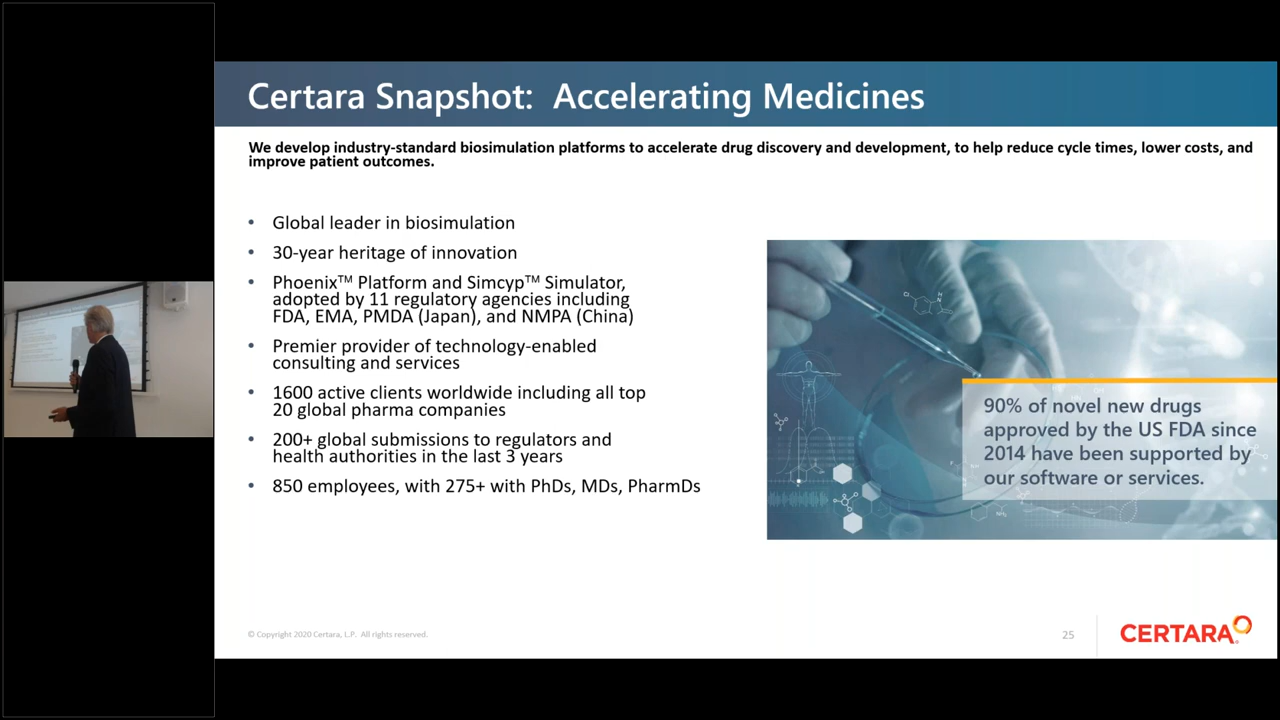 Certara Snapshot: Accelerating Medicines
We develop industry-standard biosimulation platforms to accelerate drug discovery and development, to help reduce cycle times, lower costs, and
improve patient outcomes.
• Global leader in biosimulation
• 30-year heritage of innovation
• Phoenix™ Platform and Simcyp™ Simulator,
adopted by 11 regulatory agencies including
FDA, EMA, PMDA (Japan), and NMPA (China)
• Premier provider of technology-enabled
consulting and services
• 1600 active clients worldwide including all top
20 global pharma companies
• 200+ global submissions to regulators and
health authorities in the last 3 years
• 850 employees, with 275+ with PhDs, MDs, PharmDs
90% of novel new drugs
approved by the US FDA since
2014 have been supported by
our software or services.
© Copyright 2020 Certara, L.P. All rights reserved.
25
CERTARA